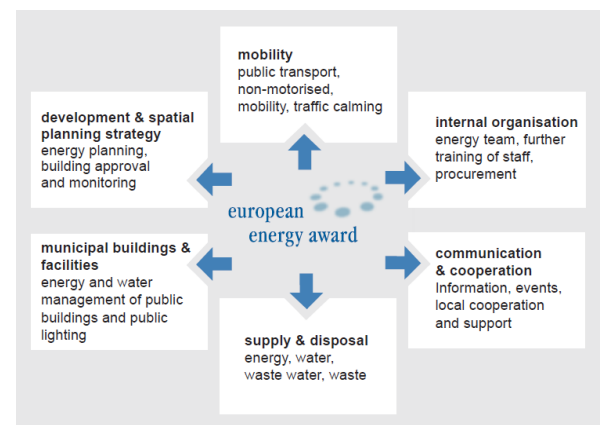 mobility
public transport,
non-motorised,
mobility, traffic calming
development & spatial
planning strategy
energy planning,
building approval
and monitoring
internal organisation
energy team, further
training of staff,
procurement
european
energy award
municipal buildings &
facilities
energy and water
management of public
buildings and public
lighting
communication
& cooperation
Information, events,
local cooperation
and support
supply & disposal
energy, water,
waste water, waste